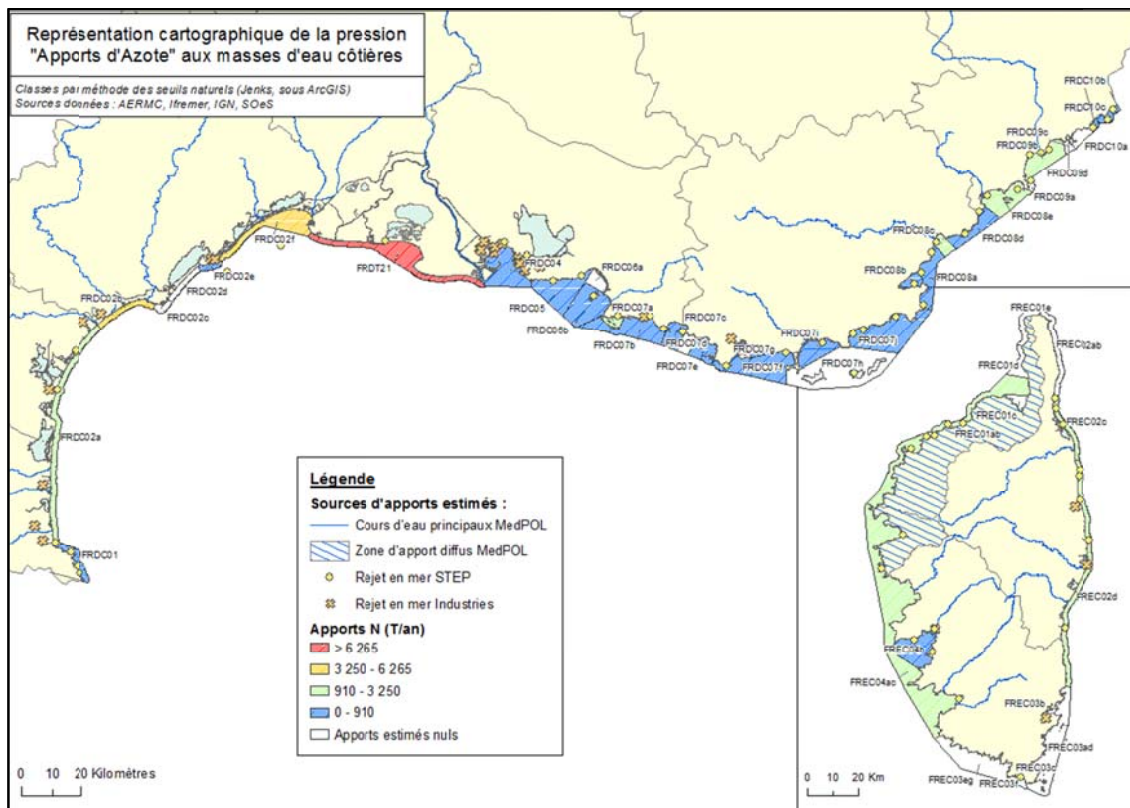 Représentation cartographique de la pression
"Apports d'Azote" aux masses d'eau côtières
Classes par méthode des seuils naturels (Jenks, sous ArcGIS)
Sources données : AERMC, Ifremer, IGN, SOeS
FRDC10b
FRDC10c
FRDC10a
FRDC09c
FRDC09b
FRDC09d
FRDC09a
FRDC08e
FRDC08d
FRDC08c
FRDC08b
FRDC08a
FRDC02f
FRDT21
FRDC04
FRDC06a
FRDC02e
FRDC02d
FRDC02b
FRDC02c
FRDC05
FRDC06b
FRDC07a
FRDC07c
FRDC07b
FRDC07d
FRDC07e
FRDC07g
FRDC07f
FRDC07i
FRDC07j
FRDC07h
FRDC02a
FRDC01
FREC01e
FREC02ab
FREC01d
FREC01c
FREC01ab
FREC02c
FREC02d
FREC04b
FREC04ac
FREC03b
FREC03ad
FREC03c
FREC03f
FREC03eg
Légende
Sources d'apports estimés :
Cours d'eau principaux MedPOL
Zone d'apport diffus MedPOL
Rejet en mer STEP
Rejet en mer Industries
Apports N (T/an)
> 6 265
3 250 - 6 265
910 - 3 250
0 - 910
Apports estimés nuls
0 10 20 Kilomètres
0 10 20 Km